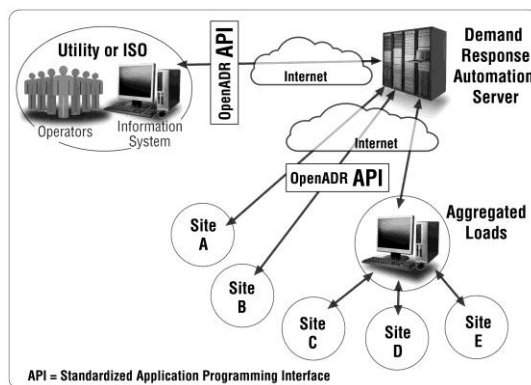 Utility or ISO
Operators
Information
System
OpenADR API
Internet
Demand
Response
Automation
Server
Internet
OpenADR API
Site
A
Site
B
Aggregated
Loads
Site
C
Site
D
Site
E
API = Standardized Application Programming Interface